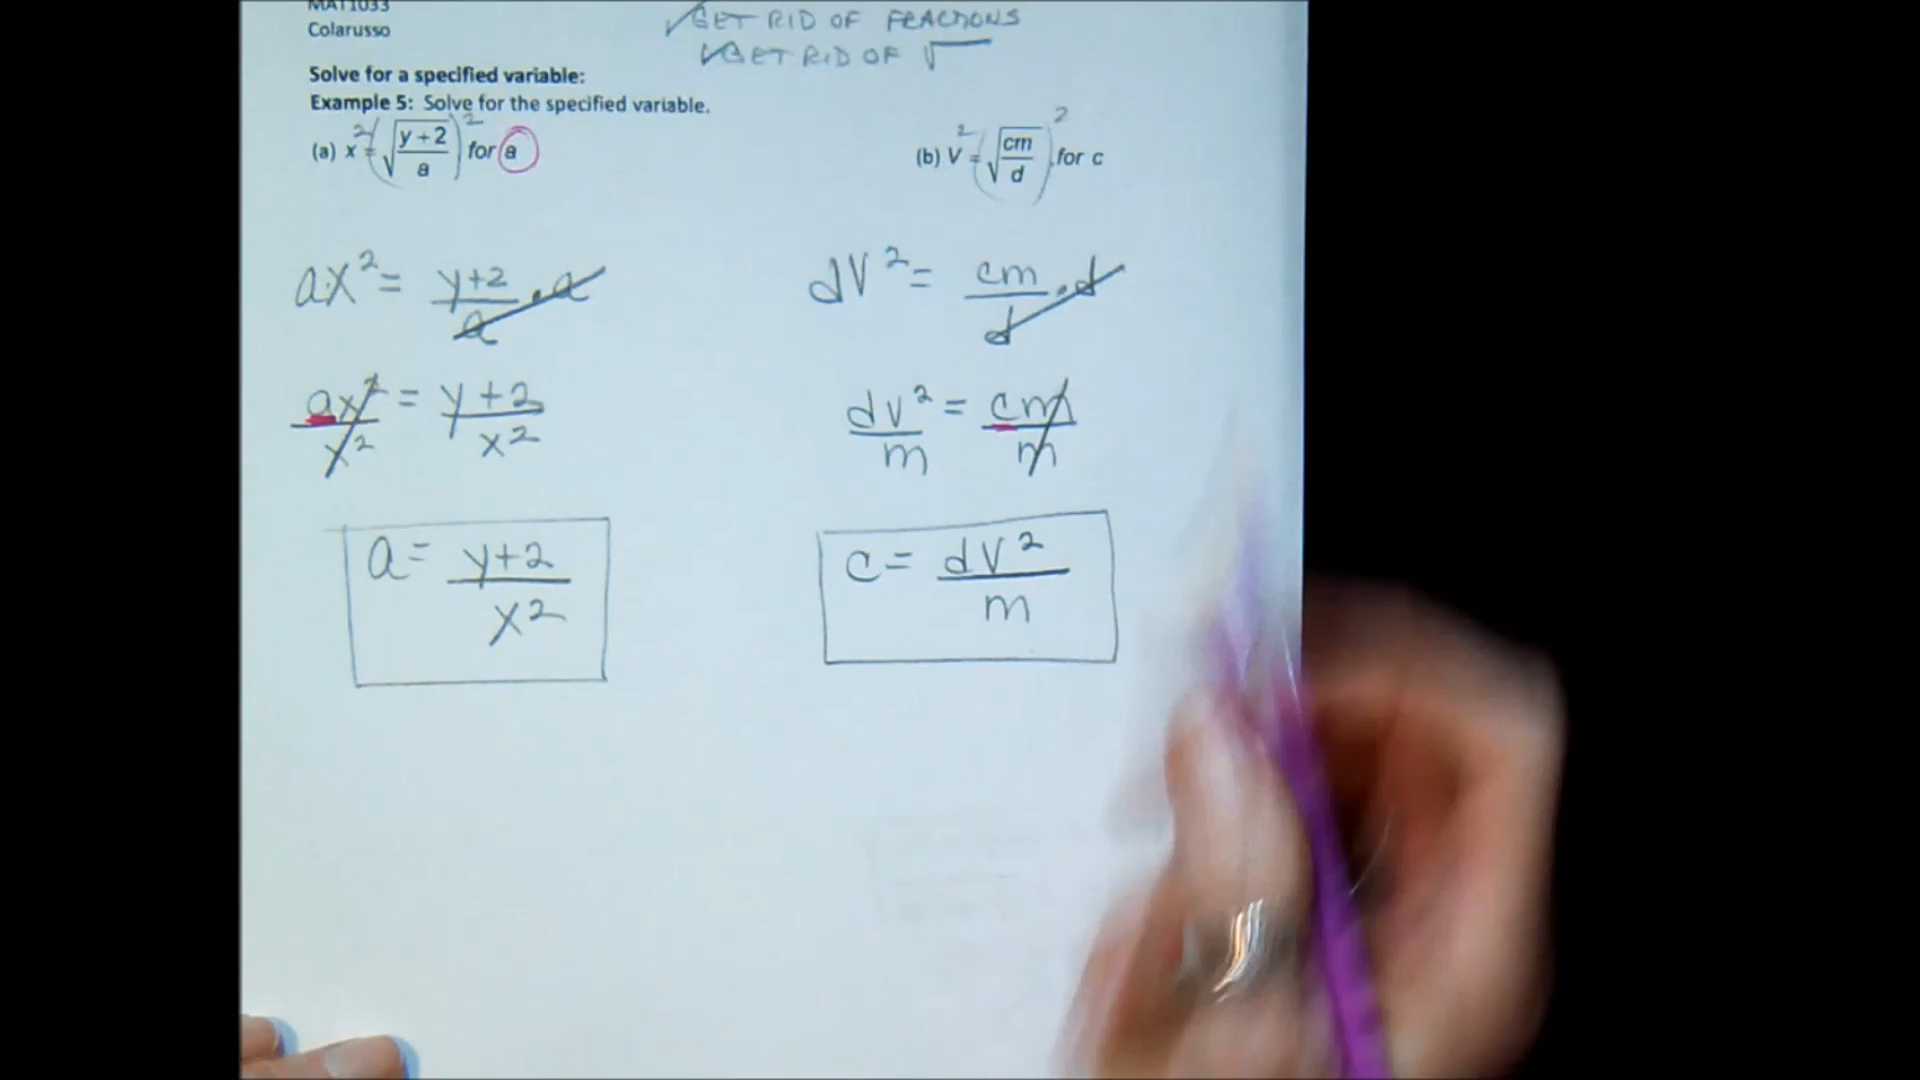 MAT1033
Colarusso
✓GET RID OF FRACTIONS
✓GET RID OF √
Solve for a specified variable:
Example 5: Solve for the specified variable.
(a) x² = (√((y + 2)/a))² for a
ax² = (y+2)/a · a
ax²/x² = (y+2)/x²
a = (y+2)/x²
(b) V² = (√(cm/d))² for c
dV² = cm/d · d
dv²/m = cm/m
c = dV²/m